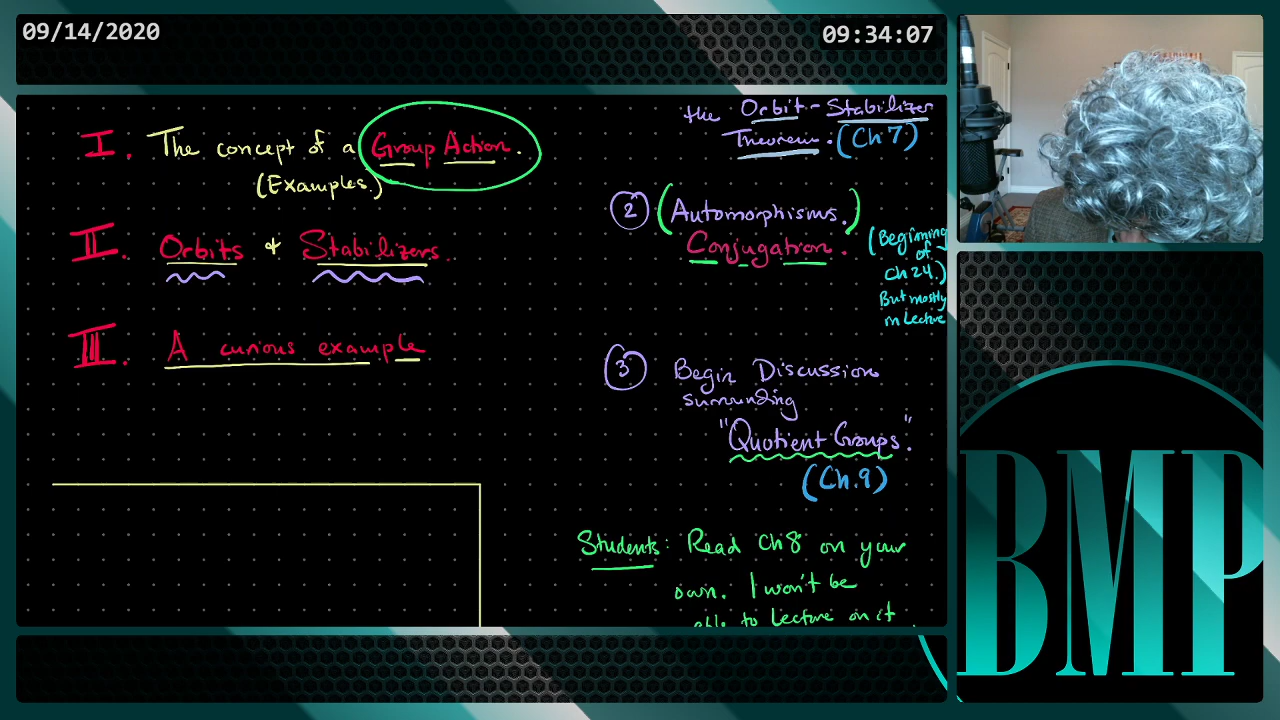 09/14/2020
09:34:07
I. The concept of a Group Action.
(Examples.)
II. Orbits & Stabilizers.
III. A curious example
the Orbit-Stabilizer
Theorem. (Ch 7)
2 (Automorphisms.)
Conjugation.
(Beginning
of
Ch 24.)
But mostly
in Lecture
3 Begin Discussion
surrounding
"Quotient Groups".
(Ch. 9)
Students: Read Ch 8 on your
own. I won't be
able to Lecture on it.
BMP